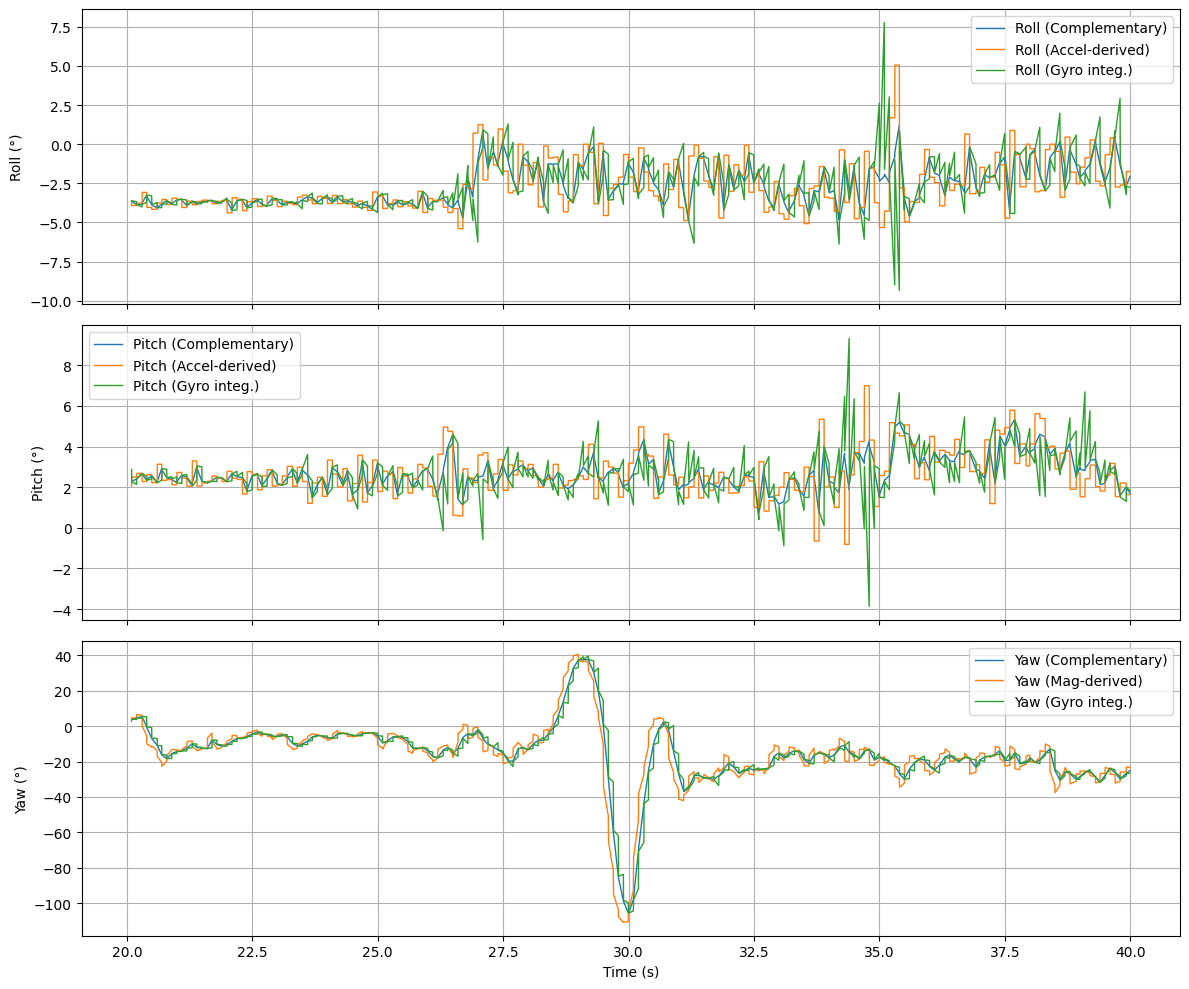 7.5
5.0
2.5
0.0
−2.5
−5.0
−7.5
−10.0
Roll (°)
Roll (Complementary)
Roll (Accel-derived)
Roll (Gyro integ.)
8
6
4
2
0
−2
−4
Pitch (°)
Pitch (Complementary)
Pitch (Accel-derived)
Pitch (Gyro integ.)
40
20
0
−20
−40
−60
−80
−100
Yaw (°)
Yaw (Complementary)
Yaw (Mag-derived)
Yaw (Gyro integ.)
20.0 22.5 25.0 27.5 30.0 32.5 35.0 37.5 40.0
Time (s)